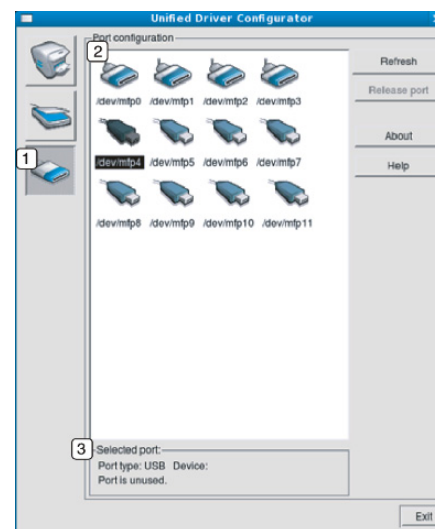 Unified Driver Configurator
Port configuration
2
Refresh
/dev/mfp0 /dev/mfp1 /dev/mfp2 /dev/mfp3
Release port
About
1
/dev/mfp4 /dev/mfp5 /dev/mfp6 /dev/mfp7
Help
/dev/mfp8 /dev/mfp9 /dev/mfp10 /dev/mfp11
3
Selected port:
Port type: USB Device:
Port is unused.
Exit